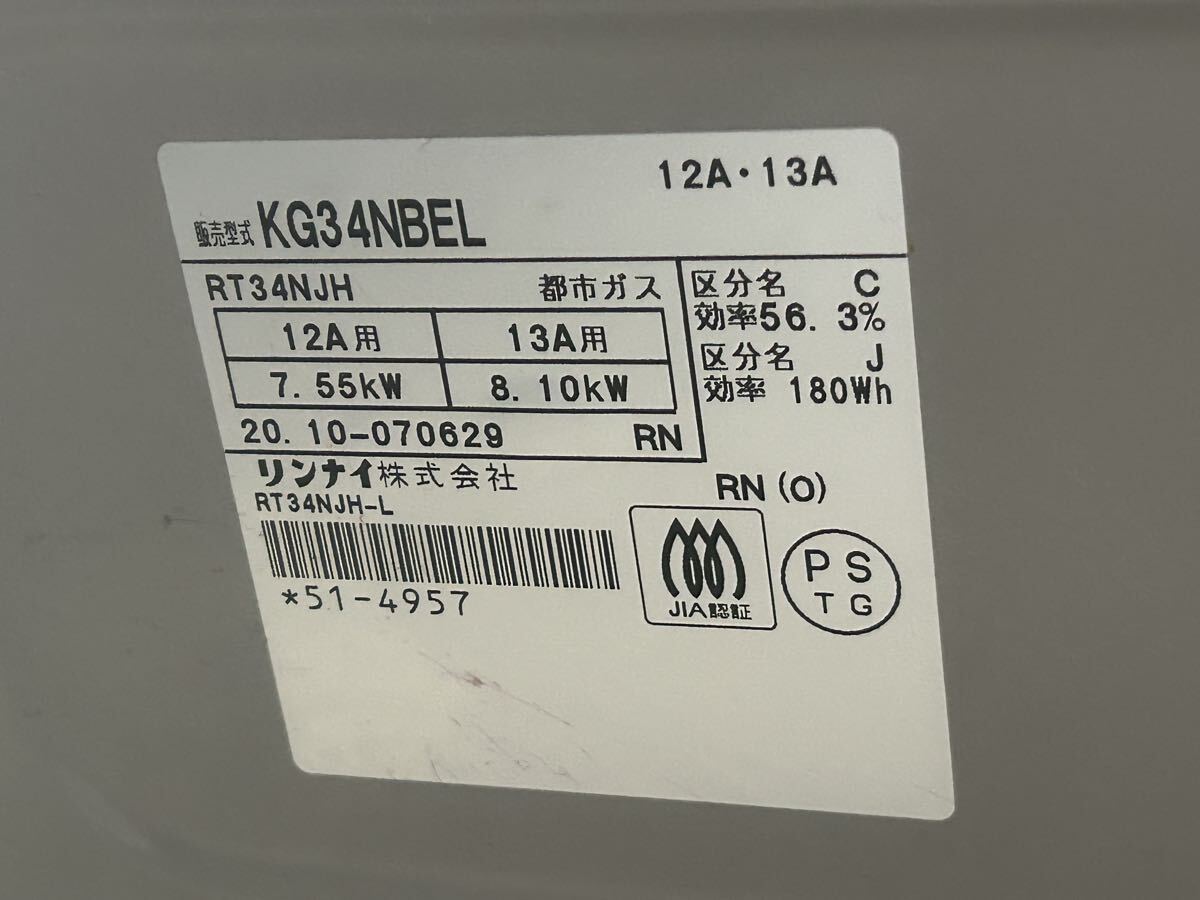 12A・13A
販売型式 KG34NBEL
RT34NJH 都市ガス
12A用 13A用
7.55kW 8.10kW
20.10-070629 RN
区分名 C
効率56.3%
区分名 J
効率 180Wh
リンナイ株式会社
RT34NJH-L
*51-4957
RN (O)
JIA認証
PS
TG